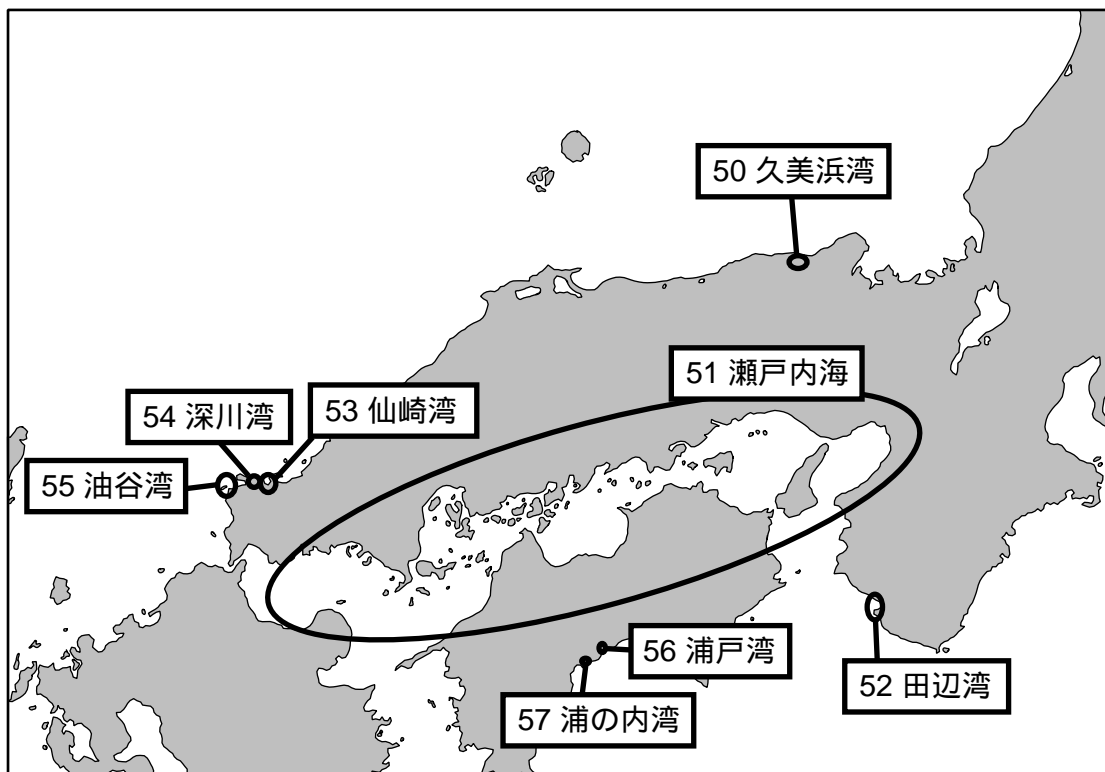 50 久美浜湾
51 瀬戸内海
54 深川湾
53 仙崎湾
55 油谷湾
56 浦戸湾
52 田辺湾
57 浦の内湾